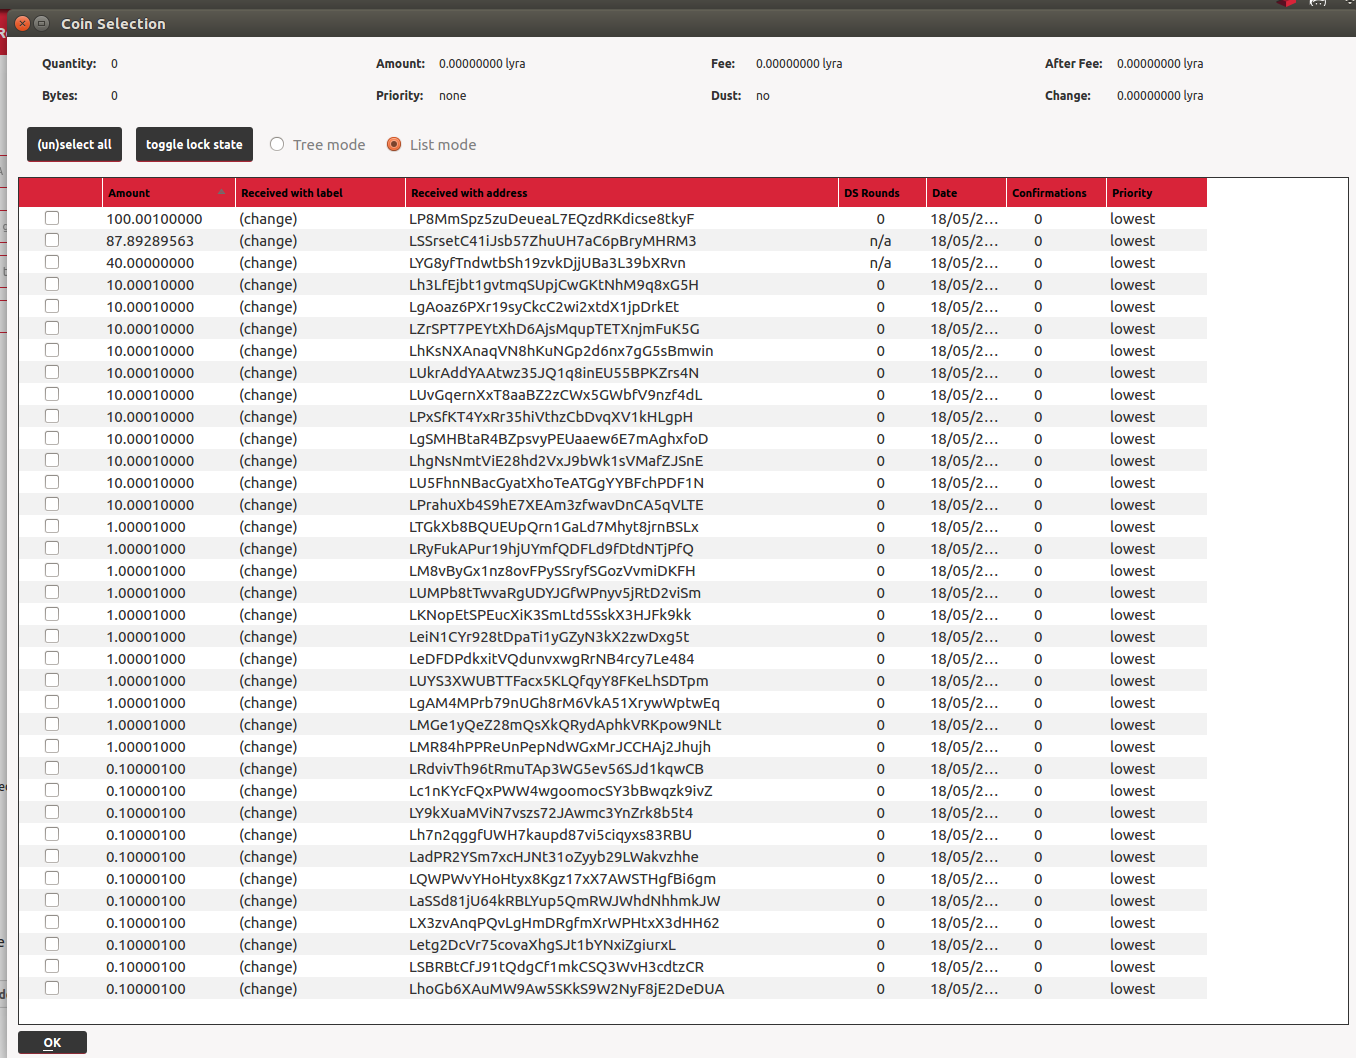 Coin Selection
Quantity: 0 Amount: 0.00000000 lyra Fee: 0.00000000 lyra After Fee: 0.00000000 lyra
Bytes: 0 Priority: none Dust: no Change: 0.00000000 lyra
(un)select all toggle lock state Tree mode List mode
Amount Received with label Received with address DS Rounds Date Confirmations Priority
100.00100000 (change) LP8MmSpz5zuDeueaL7EQzdRKdicse8tkyF 0 18/05/2... 0 lowest
87.89289563 (change) LSSrsetC41iJsb57ZhuUH7aC6pBryMHRM3 n/a 18/05/2... 0 lowest
40.00000000 (change) LYG8yfTndwtbSh19zvkDjjUBa3L39bXRvn n/a 18/05/2... 0 lowest
10.00010000 (change) Lh3LfEjbt1gvtmqSUpjCwGKtNhM9q8xG5H 0 18/05/2... 0 lowest
10.00010000 (change) LgAoaz6PXr19syCkcC2wi2xtdX1jpDrkEt 0 18/05/2... 0 lowest
10.00010000 (change) LZrSPT7PEYtXhD6AjsMqupTETXnjmFuK5G 0 18/05/2... 0 lowest
10.00010000 (change) LhKsNXAnaqVN8hKuNGp2d6nx7gG5sBmwin 0 18/05/2... 0 lowest
10.00010000 (change) LUkrAddYAAtwz35JQ1q8inEU55BPKZrs4N 0 18/05/2... 0 lowest
10.00010000 (change) LUvGqernXxT8aaBZ2zCWx5GWbfV9nzf4dL 0 18/05/2... 0 lowest
10.00010000 (change) LPxSfKT4YxRr35hiVthzCbDvqXV1kHLgpH 0 18/05/2... 0 lowest
10.00010000 (change) LgSMHBtaR4BZpsvyPEUaaew6E7mAghxfoD 0 18/05/2... 0 lowest
10.00010000 (change) LhgNsNmtViE28hd2VxJ9bWk1sVMafZJSnE 0 18/05/2... 0 lowest
10.00010000 (change) LU5FhnNBacGyatXhoTeATGgYYBFchPDF1N 0 18/05/2... 0 lowest
10.00010000 (change) LPrahuXb4S9hE7XEAm3zfwavDnCA5qVLTE 0 18/05/2... 0 lowest
1.00001000 (change) LTGkXb8BQUEUpQrn1GaLd7Mhyt8jrnBSLx 0 18/05/2... 0 lowest
1.00001000 (change) LRyFukAPur19hjUYmfQDFLd9fDtdNTjPfQ 0 18/05/2... 0 lowest
1.00001000 (change) LM8vByGx1nz8ovFPySSryfSGozVvmiDKFH 0 18/05/2... 0 lowest
1.00001000 (change) LUMPb8tTwvaRgUDYJGfWPnyv5jRtD2viSm 0 18/05/2... 0 lowest
1.00001000 (change) LKNopEtSPEucXiK3SmLtd5SskX3HJFk9kk 0 18/05/2... 0 lowest
1.00001000 (change) LeiN1CYr928tDpaTi1yGZyN3kX2zwDxg5t 0 18/05/2... 0 lowest
1.00001000 (change) LeDFDPdkxitVQdunvxwgRrNB4rcy7Le484 0 18/05/2... 0 lowest
1.00001000 (change) LUYS3XWUBTTFacx5KLQfqyY8FKeLhSDTpm 0 18/05/2... 0 lowest
1.00001000 (change) LgAM4MPrb79nUGh8rM6VkA51XrywWptwEq 0 18/05/2... 0 lowest
1.00001000 (change) LMGe1yQeZ28mQsXkQRydAphkVRKpow9NLt 0 18/05/2... 0 lowest
1.00001000 (change) LMR84hPPReUnPepNdWGxMrJCCHAj2Jhujh 0 18/05/2... 0 lowest
0.10000100 (change) LRdvivTh96tRmuTAp3WG5ev56SJd1kqwCB 0 18/05/2... 0 lowest
0.10000100 (change) Lc1nKYcFQxPWW4wgoomocSY3bBwqzk9ivZ 0 18/05/2... 0 lowest
0.10000100 (change) LY9kXuaMViN7vszs72JAwmc3YnZrk8b5t4 0 18/05/2... 0 lowest
0.10000100 (change) Lh7n2qggfUWH7kaupd87vi5ciqyxs83RBU 0 18/05/2... 0 lowest
0.10000100 (change) LadPR2YSm7xcHJNt31oZyyb29LWakvzhhe 0 18/05/2... 0 lowest
0.10000100 (change) LQWPWvYHoHtyx8Kgz17xX7AWSTHgfBi6gm 0 18/05/2... 0 lowest
0.10000100 (change) LaSSd81jU64kRBLYup5QmRWJWhdNhhmkJW 0 18/05/2... 0 lowest
0.10000100 (change) LX3zvAnqPQvLgHmDRgfmXrWPHtxX3dHH62 0 18/05/2... 0 lowest
0.10000100 (change) Letg2DcVr75covaXhgSJt1bYNxiZgiurxL 0 18/05/2... 0 lowest
0.10000100 (change) LSBRBtCfJ91tQdgCf1mkCSQ3WvH3cdtzCR 0 18/05/2... 0 lowest
0.10000100 (change) LhoGb6XAuMW9Aw5SKkS9W2NyF8jE2DeDUA 0 18/05/2... 0 lowest
OK